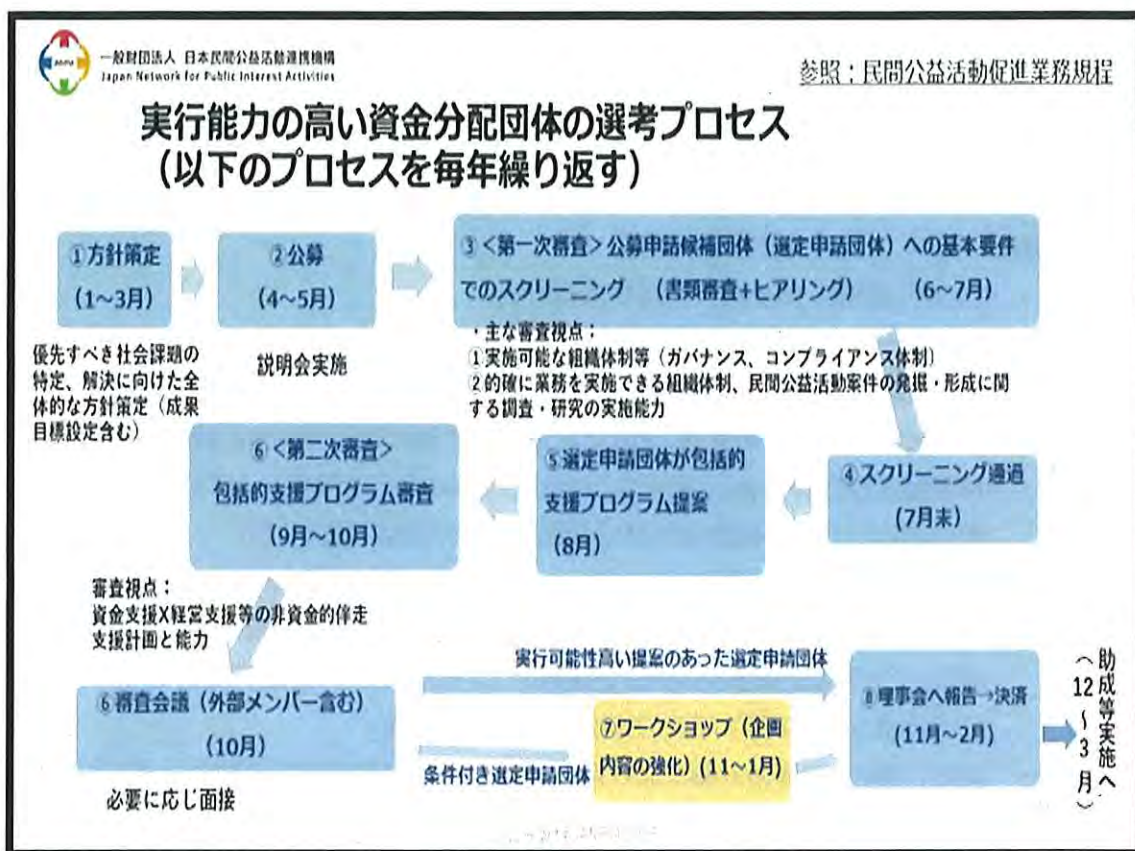 一般財団法人 日本民間公益活動連携機構
Japan Network for Public Interest Activities
参照：民間公益活動促進業務規程
実行能力の高い資金分配団体の選考プロセス
（以下のプロセスを毎年繰り返す）
①方針策定
（1～3月）
優先すべき社会課題の
特定、解決に向けた全
体的な方針策定（成果
目標設定含む）
②公募
（4～5月）
説明会実施
③＜第一次審査＞公募申請候補団体（選定申請団体）への基本要件
でのスクリーニング （書類審査+ヒアリング） （6～7月）
・主な審査視点：
①実施可能な組織体制等（ガバナンス、コンプライアンス体制）
②的確に業務を実施できる組織体制、民間公益活動案件の発掘・形成に関
する調査・研究の実施能力
④スクリーニング通過
(7月末)
⑤選定申請団体が包括的
支援プログラム提案
(8月)
⑥＜第二次審査＞
包括的支援プログラム審査
（9月～10月）
審査視点：
資金支援X経営支援等の非資金的伴走
支援計画と能力
⑥審査会議（外部メンバー含む）
(10月)
必要に応じ面接
実行可能性高い提案のあった選定申請団体
条件付き選定申請団体
⑦ワークショップ（企画
内容の強化）(11～1月)
⑧理事会へ報告→決済
(11月～2月)
助成等実施へ
（12～3月）